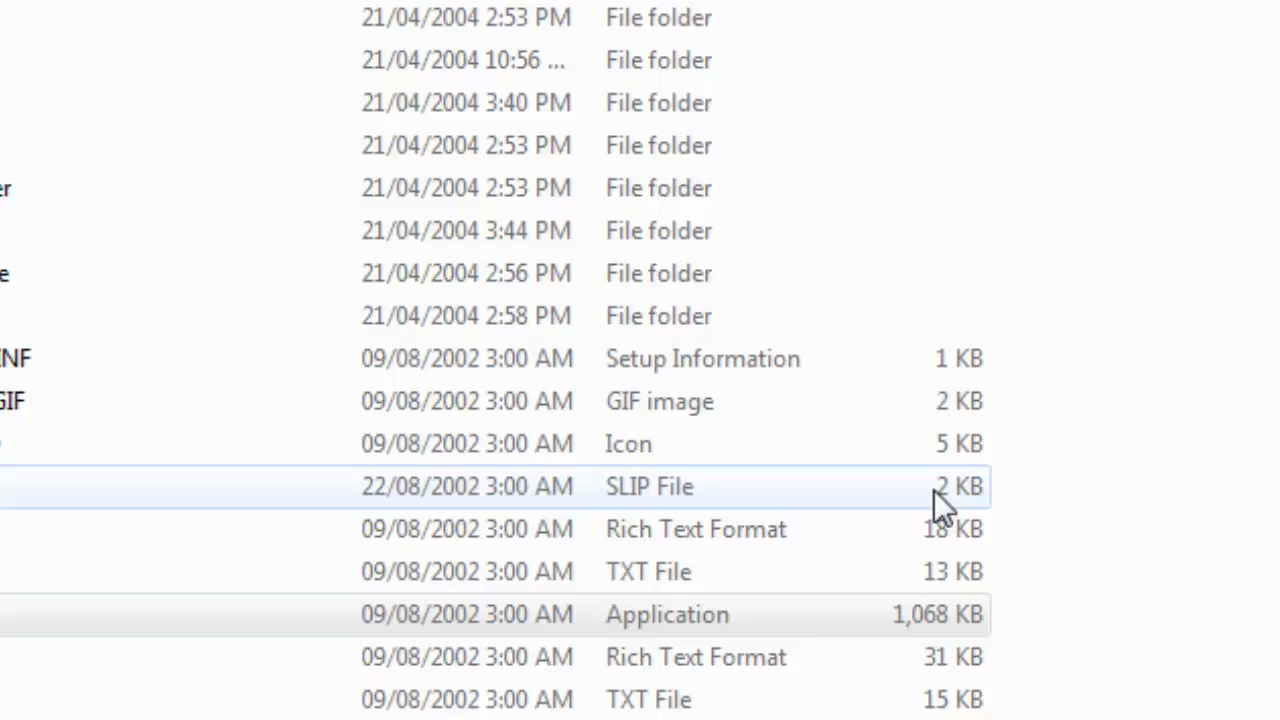 21/04/2004 2:53 PM File folder
21/04/2004 10:56 ... File folder
21/04/2004 3:40 PM File folder
21/04/2004 2:53 PM File folder
er 21/04/2004 2:53 PM File folder
21/04/2004 3:44 PM File folder
e 21/04/2004 2:56 PM File folder
21/04/2004 2:58 PM File folder
INF 09/08/2002 3:00 AM Setup Information 1 KB
GIF 09/08/2002 3:00 AM GIF image 2 KB
09/08/2002 3:00 AM Icon 5 KB
22/08/2002 3:00 AM SLIP File 2 KB
09/08/2002 3:00 AM Rich Text Format 18 KB
09/08/2002 3:00 AM TXT File 13 KB
09/08/2002 3:00 AM Application 1,068 KB
09/08/2002 3:00 AM Rich Text Format 31 KB
09/08/2002 3:00 AM TXT File 15 KB